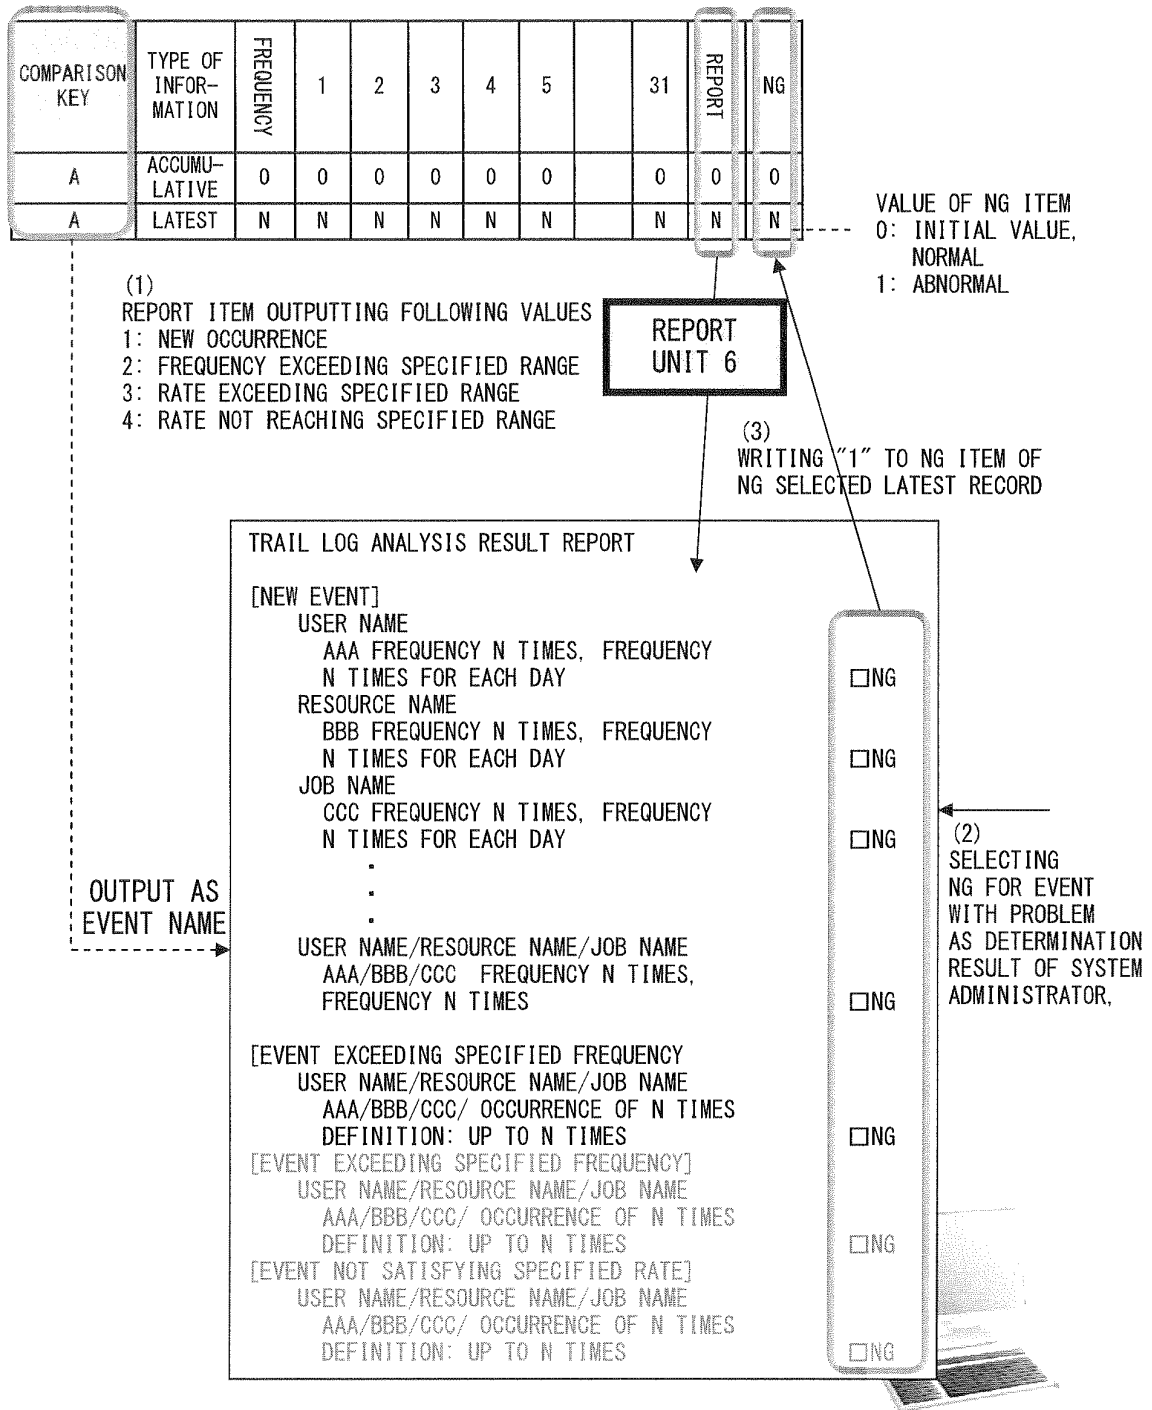 COMPARISON KEY
TYPE OF INFOR-MATION
FREQUENCY
1
2
3
4
5
31
REPORT
NG
A
ACCUMU-LATIVE
0
0
0
0
0
0
0
0
0
A
LATEST
N
N
N
N
N
N
N
N
N
VALUE OF NG ITEM
0: INITIAL VALUE,
NORMAL
1: ABNORMAL
(1)
REPORT ITEM OUTPUTTING FOLLOWING VALUES
1: NEW OCCURRENCE
2: FREQUENCY EXCEEDING SPECIFIED RANGE
3: RATE EXCEEDING SPECIFIED RANGE
4: RATE NOT REACHING SPECIFIED RANGE
REPORT
UNIT 6
(3)
WRITING "1" TO NG ITEM OF
NG SELECTED LATEST RECORD
TRAIL LOG ANALYSIS RESULT REPORT
[NEW EVENT]
USER NAME
AAA FREQUENCY N TIMES, FREQUENCY
N TIMES FOR EACH DAY □NG
RESOURCE NAME
BBB FREQUENCY N TIMES, FREQUENCY
N TIMES FOR EACH DAY □NG
JOB NAME
CCC FREQUENCY N TIMES, FREQUENCY
N TIMES FOR EACH DAY □NG
.
.
.
USER NAME/RESOURCE NAME/JOB NAME
AAA/BBB/CCC FREQUENCY N TIMES,
FREQUENCY N TIMES □NG
[EVENT EXCEEDING SPECIFIED FREQUENCY
USER NAME/RESOURCE NAME/JOB NAME
AAA/BBB/CCC/ OCCURRENCE OF N TIMES
DEFINITION: UP TO N TIMES □NG
[EVENT EXCEEDING SPECIFIED FREQUENCY]
USER NAME/RESOURCE NAME/JOB NAME
AAA/BBB/CCC/ OCCURRENCE OF N TIMES
DEFINITION: UP TO N TIMES □NG
[EVENT NOT SATISFYING SPECIFIED RATE]
USER NAME/RESOURCE NAME/JOB NAME
AAA/BBB/CCC/ OCCURRENCE OF N TIMES
DEFINITION: UP TO N TIMES □NG
OUTPUT AS
EVENT NAME
(2)
SELECTING
NG FOR EVENT
WITH PROBLEM
AS DETERMINATION
RESULT OF SYSTEM
ADMINISTRATOR,